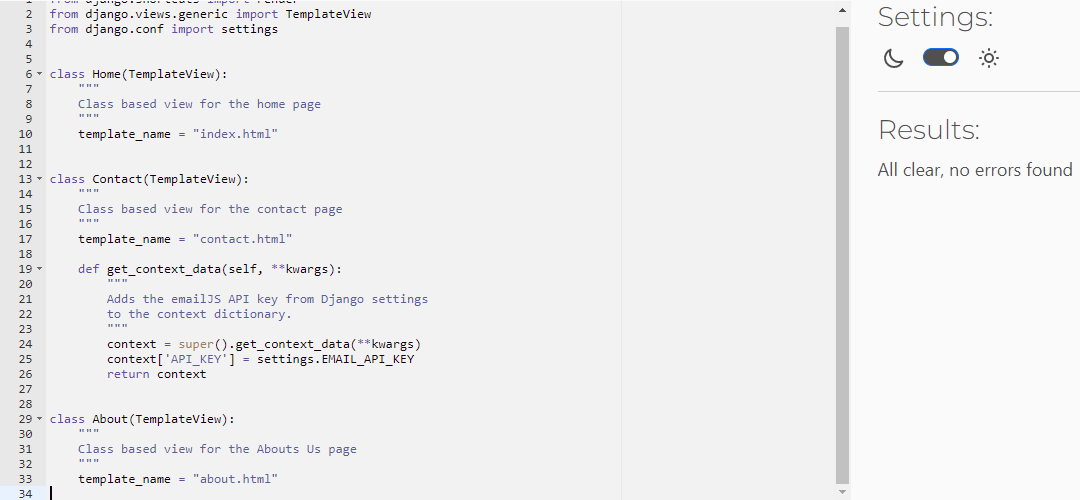 from django.shortcuts import render
2 from django.views.generic import TemplateView
3 from django.conf import settings
4
5
6 class Home(TemplateView):
7 """
8 Class based view for the home page
9 """
10 template_name = "index.html"
11
12
13 class Contact(TemplateView):
14 """
15 Class based view for the contact page
16 """
17 template_name = "contact.html"
18
19 def get_context_data(self, **kwargs):
20 """
21 Adds the emailJS API key from Django settings
22 to the context dictionary.
23 """
24 context = super().get_context_data(**kwargs)
25 context['API_KEY'] = settings.EMAIL_API_KEY
26 return context
27
28
29 class About(TemplateView):
30 """
31 Class based view for the Abouts Us page
32 """
33 template_name = "about.html"
34
Settings:
Results:
All clear, no errors found